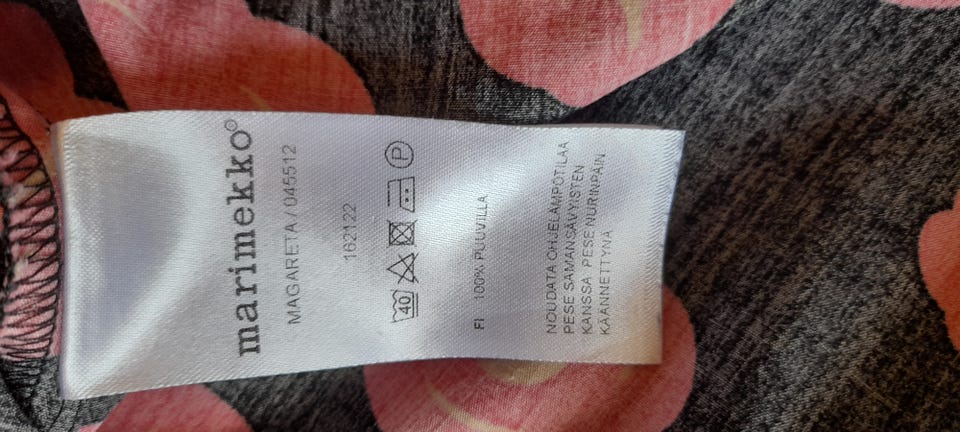 marimekko®
MAGARETA / 045512
162122
40 P
FI 100% PUUVILLA
NOUDATA OHJELÄMPÖTILAA
PESE SAMANSÄVYISTEN
KANSSA PESE NURINPÄIN
KÄÄNNETTYNÄ